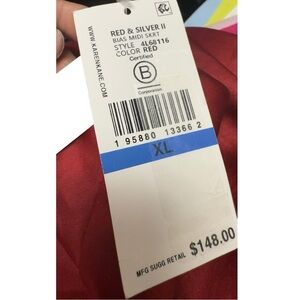 WWW.KARENKANE.COM
RED & SILVER II
BIAS MIDI SKRT
STYLE 4L68116
COLOR RED
Certified
B
Corporation
1 95860 13366 2
XL
MFG SUGG RETAIL $148.00